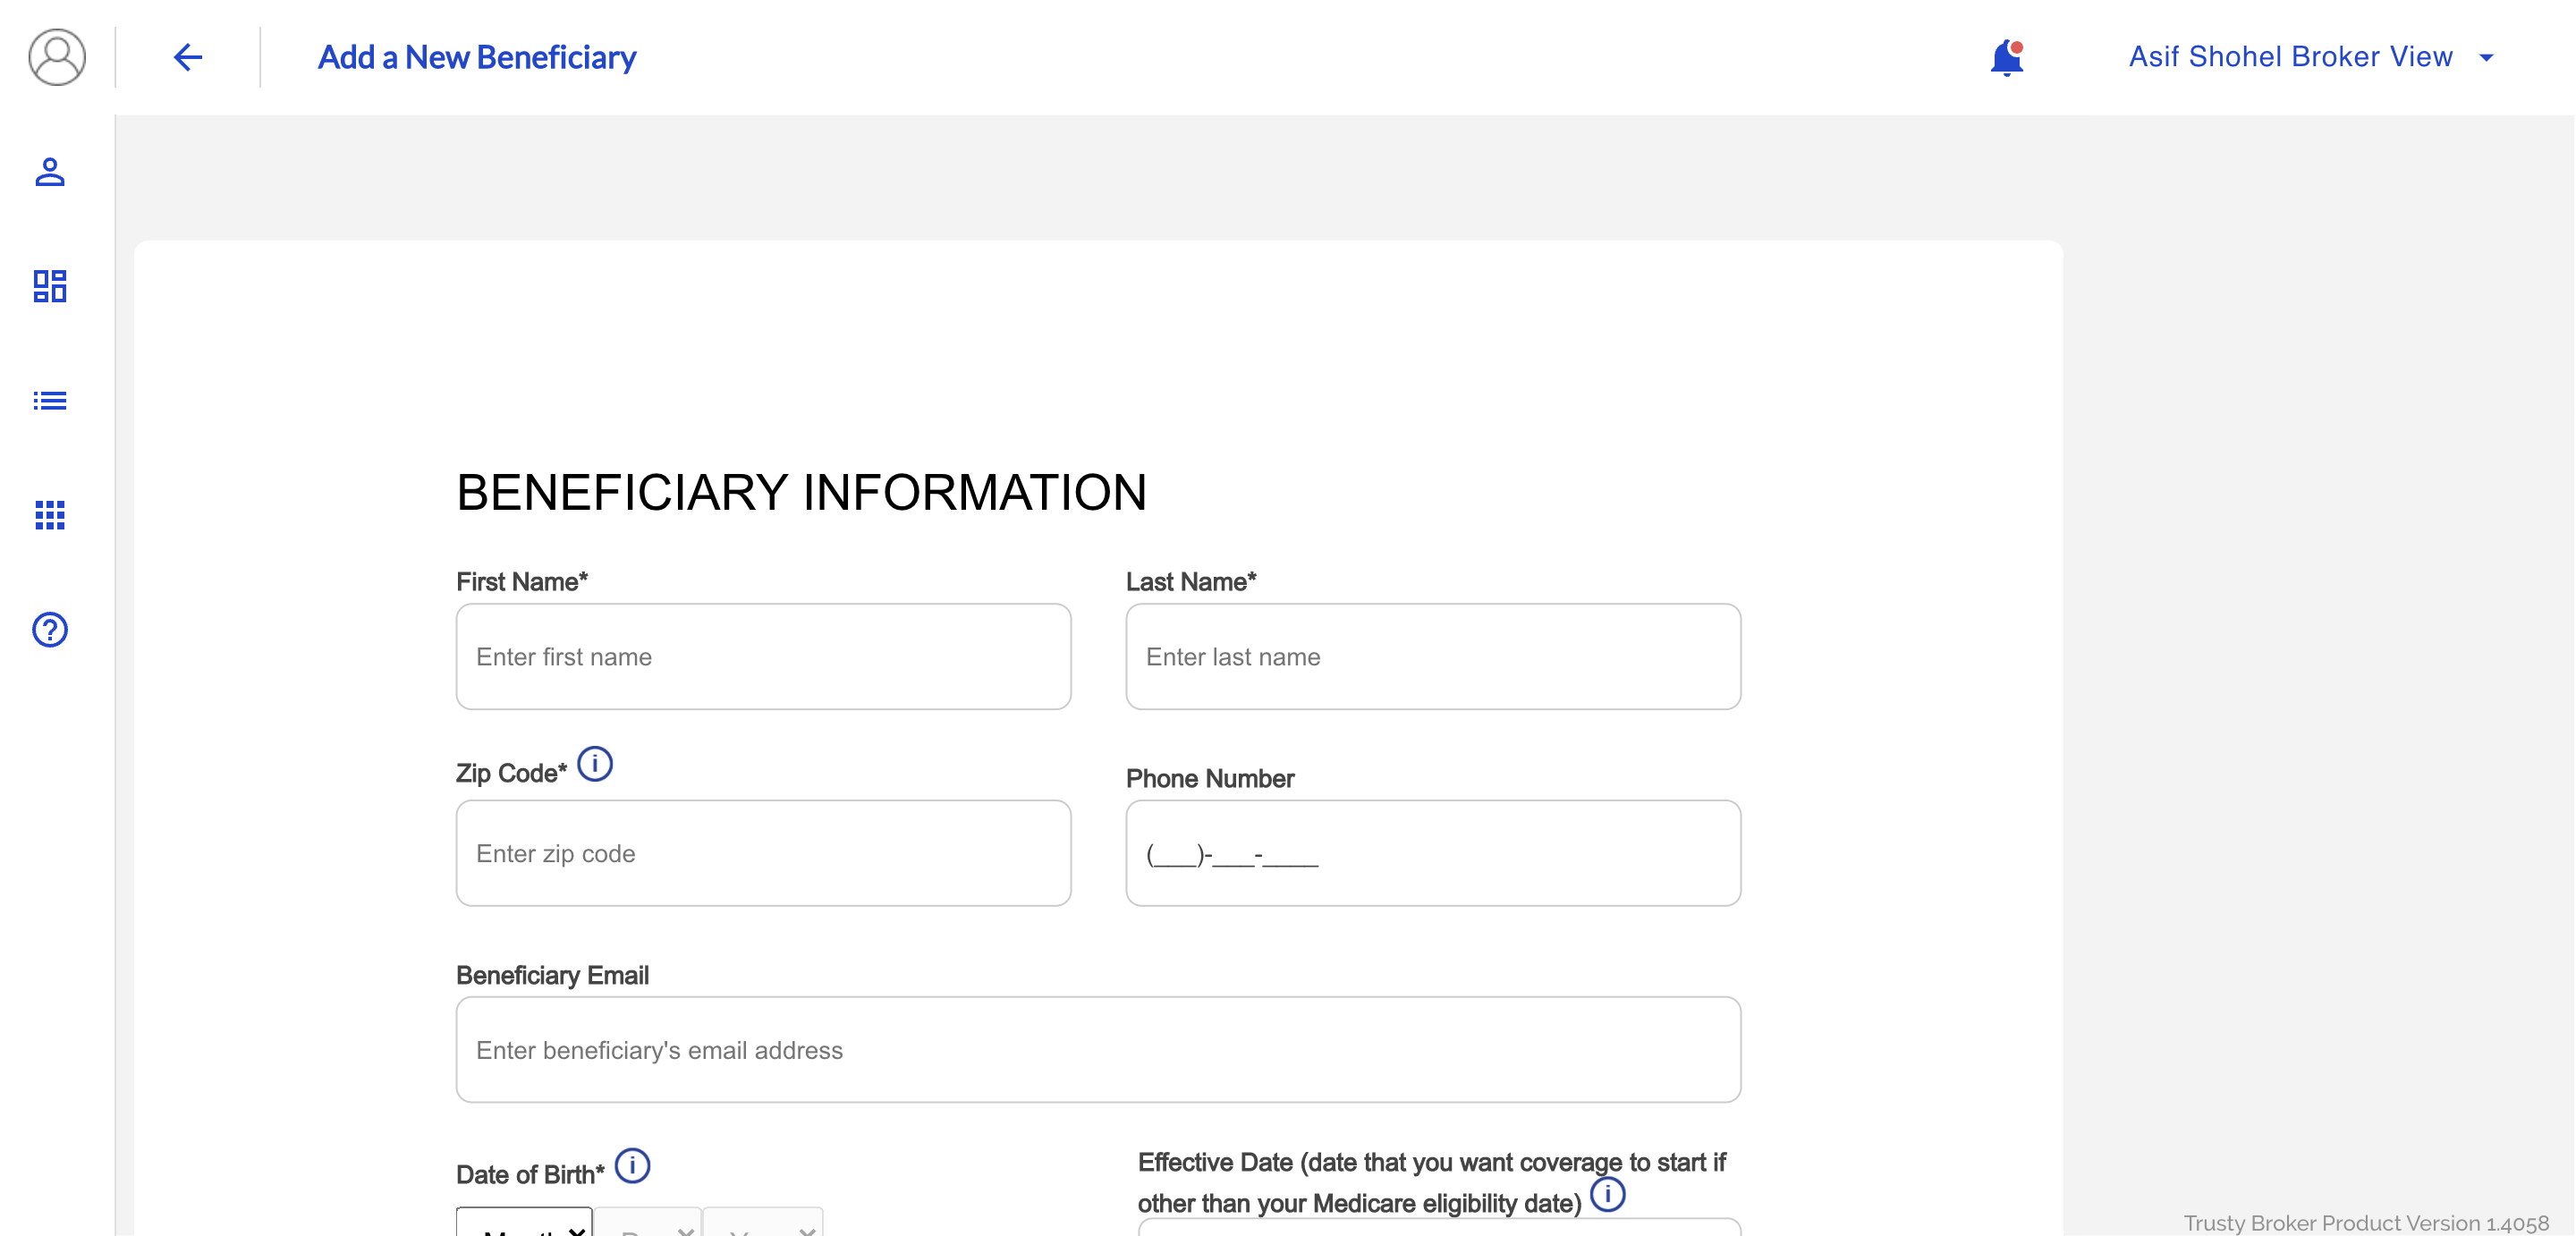 Add a New Beneficiary
Asif Shohel Broker View
BENEFICIARY INFORMATION
First Name*
Last Name*
Enter first name
Enter last name
Zip Code*
Phone Number
Enter zip code
(___)-___-____
Beneficiary Email
Enter beneficiary's email address
Date of Birth*
Effective Date (date that you want coverage to start if
other than your Medicare eligibility date)
Trusty Broker Product Version 1.4058